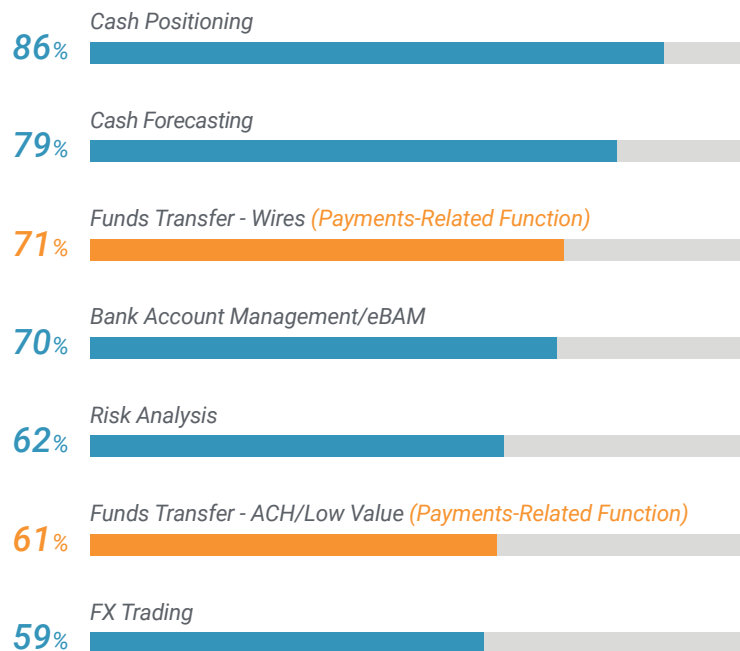 Cash Positioning
86%
Cash Forecasting
79%
Funds Transfer - Wires (Payments-Related Function)
71%
Bank Account Management/eBAM
70%
Risk Analysis
62%
Funds Transfer - ACH/Low Value (Payments-Related Function)
61%
FX Trading
59%